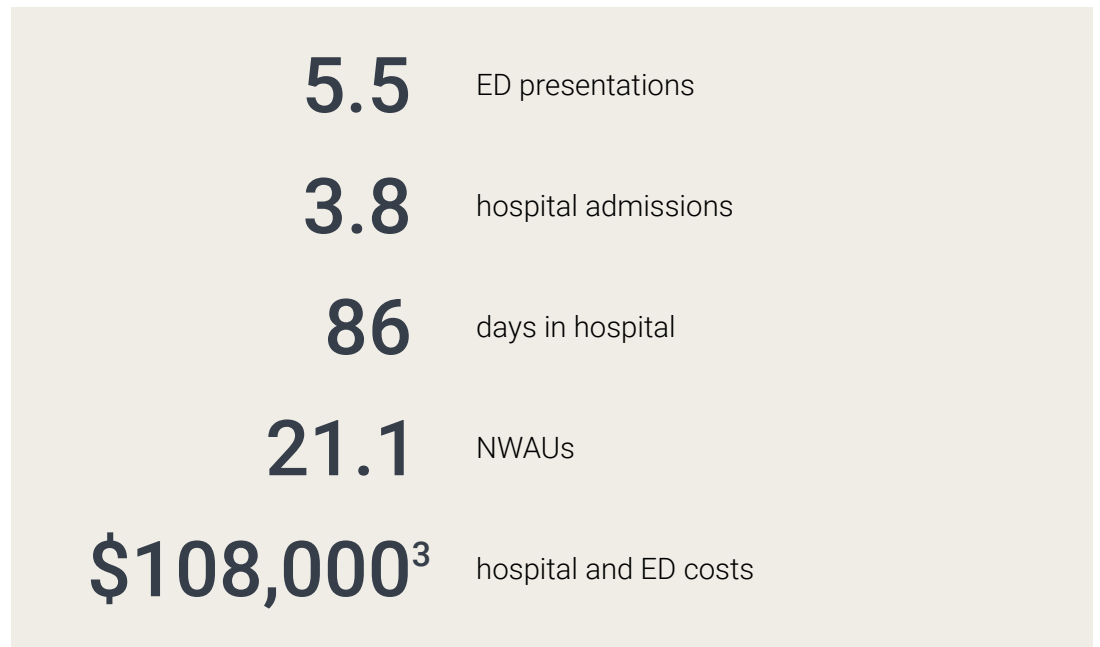 5.5 ED presentations
3.8 hospital admissions
86 days in hospital
21.1 NWAUs
$108,000³ hospital and ED costs